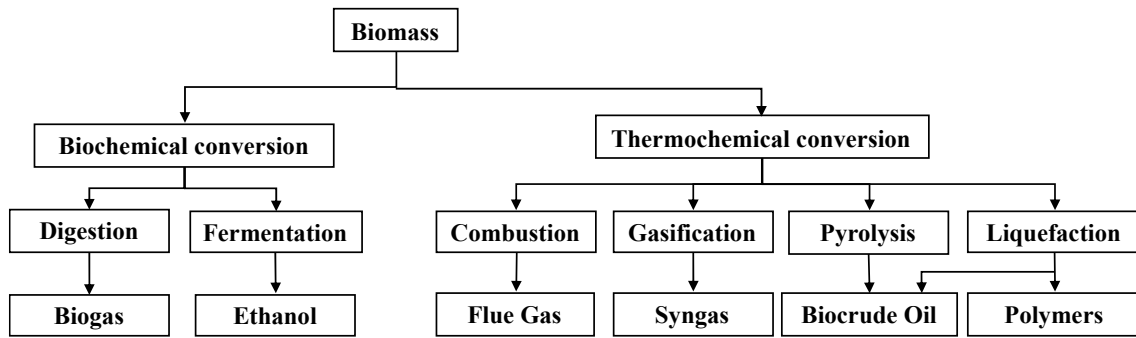 Biomass
Biochemical conversion
Thermochemical conversion
Digestion
Fermentation
Combustion
Gasification
Pyrolysis
Liquefaction
Biogas
Ethanol
Flue Gas
Syngas
Biocrude Oil
Polymers